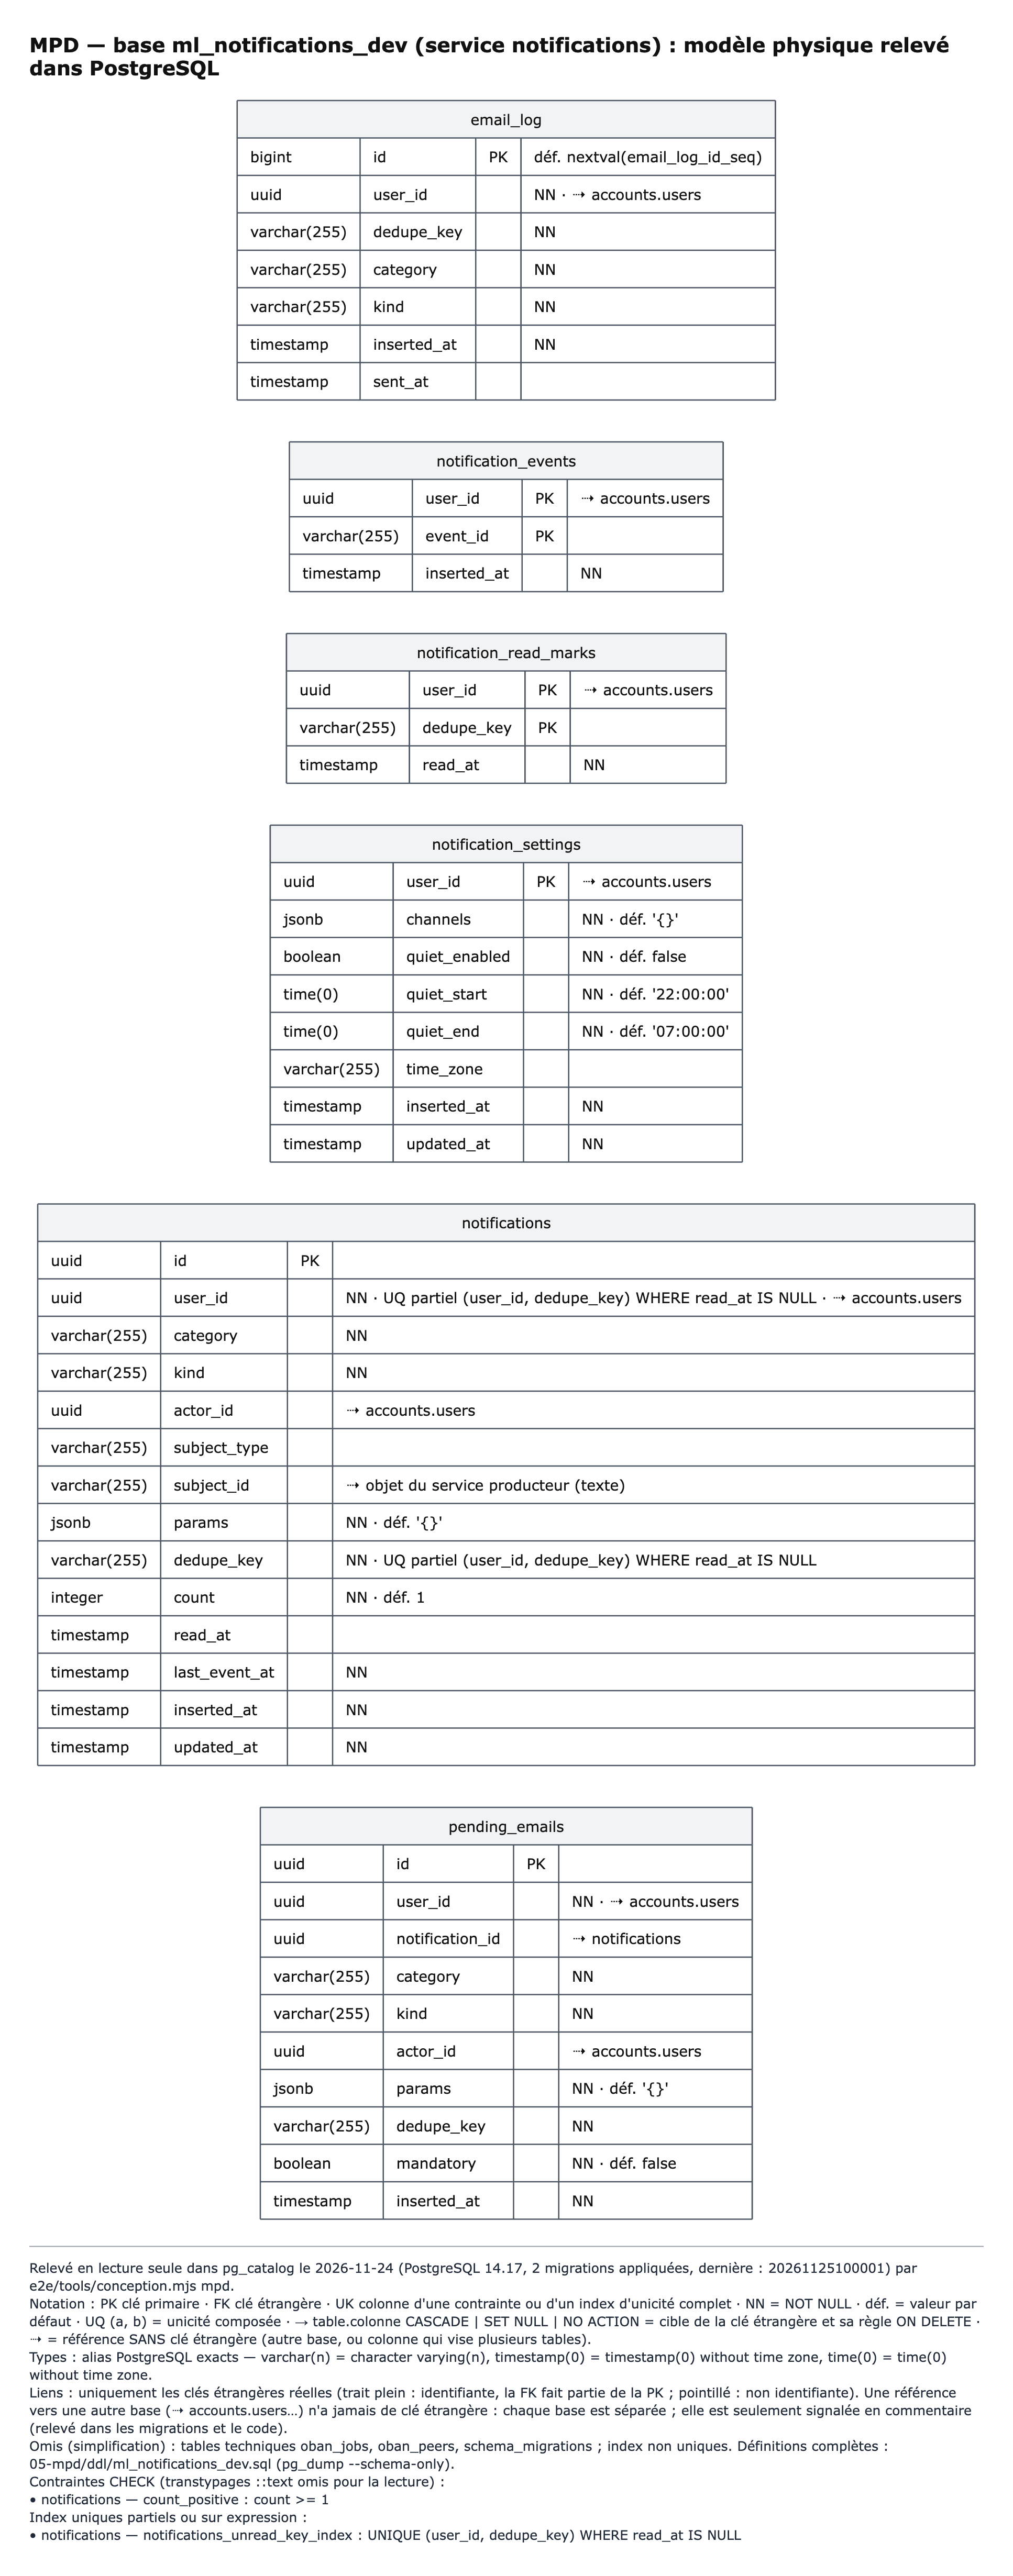 MPD — base ml_notifications_dev (service notifications) : modèle physique relevé
dans PostgreSQL
email_log
bigint id PK déf. nextval(email_log_id_seq)
uuid user_id NN · ⇢ accounts.users
varchar(255) dedupe_key NN
varchar(255) category NN
varchar(255) kind NN
timestamp inserted_at NN
timestamp sent_at
notification_events
uuid user_id PK ⇢ accounts.users
varchar(255) event_id PK
timestamp inserted_at NN
notification_read_marks
uuid user_id PK ⇢ accounts.users
varchar(255) dedupe_key PK
timestamp read_at NN
notification_settings
uuid user_id PK ⇢ accounts.users
jsonb channels NN · déf. '{}'
boolean quiet_enabled NN · déf. false
time(0) quiet_start NN · déf. '22:00:00'
time(0) quiet_end NN · déf. '07:00:00'
varchar(255) time_zone
timestamp inserted_at NN
timestamp updated_at NN
notifications
uuid id PK
uuid user_id NN · UQ partiel (user_id, dedupe_key) WHERE read_at IS NULL · ⇢ accounts.users
varchar(255) category NN
varchar(255) kind NN
uuid actor_id ⇢ accounts.users
varchar(255) subject_type
varchar(255) subject_id ⇢ objet du service producteur (texte)
jsonb params NN · déf. '{}'
varchar(255) dedupe_key NN · UQ partiel (user_id, dedupe_key) WHERE read_at IS NULL
integer count NN · déf. 1
timestamp read_at
timestamp last_event_at NN
timestamp inserted_at NN
timestamp updated_at NN
pending_emails
uuid id PK
uuid user_id NN · ⇢ accounts.users
uuid notification_id ⇢ notifications
varchar(255) category NN
varchar(255) kind NN
uuid actor_id ⇢ accounts.users
jsonb params NN · déf. '{}'
varchar(255) dedupe_key NN
boolean mandatory NN · déf. false
timestamp inserted_at NN
Relevé en lecture seule dans pg_catalog le 2026-11-24 (PostgreSQL 14.17, 2 migrations appliquées, dernière : 20261125100001) par
e2e/tools/conception.mjs mpd.
Notation : PK clé primaire · FK clé étrangère · UK colonne d'une contrainte ou d'un index d'unicité complet · NN = NOT NULL · déf. = valeur par
défaut · UQ (a, b) = unicité composée · → table.colonne CASCADE | SET NULL | NO ACTION = cible de la clé étrangère et sa règle ON DELETE ·
⇢ = référence SANS clé étrangère (autre base, ou colonne qui vise plusieurs tables).
Types : alias PostgreSQL exacts — varchar(n) = character varying(n), timestamp(0) = timestamp(0) without time zone, time(0) = time(0)
without time zone.
Liens : uniquement les clés étrangères réelles (trait plein : identifiante, la FK fait partie de la PK ; pointillé : non identifiante). Une référence
vers une autre base (⇢ accounts.users…) n'a jamais de clé étrangère : chaque base est séparée ; elle est seulement signalée en commentaire
(relevé dans les migrations et le code).
Omis (simplification) : tables techniques oban_jobs, oban_peers, schema_migrations ; index non uniques. Définitions complètes :
05-mpd/ddl/ml_notifications_dev.sql (pg_dump --schema-only).
Contraintes CHECK (transtypages ::text omis pour la lecture) :
• notifications — count_positive : count >= 1
Index uniques partiels ou sur expression :
• notifications — notifications_unread_key_index : UNIQUE (user_id, dedupe_key) WHERE read_at IS NULL